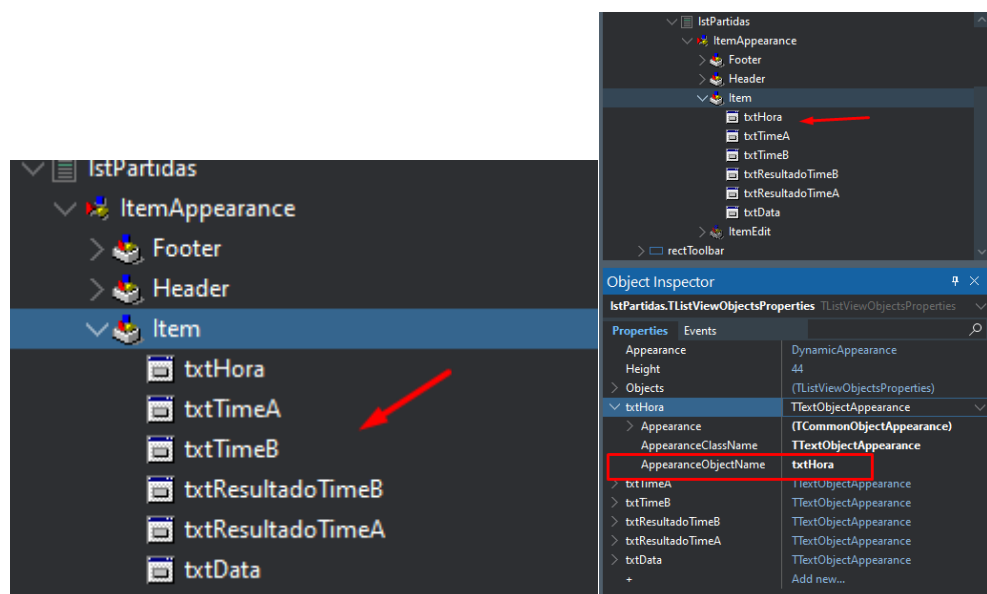 lstPartidas
ItemAppearance
Footer
Header
Item
txtHora
txtTimeA
txtTimeB
txtResultadoTimeB
txtResultadoTimeA
txtData
lstPartidas
ItemAppearance
Footer
Header
Item
txtHora
txtTimeA
txtTimeB
txtResultadoTimeB
txtResultadoTimeA
txtData
ItemEdit
rectToolbar
Object Inspector
lstPartidas.TListViewObjectsProperties TListViewObjectsProperties
Properties Events
Appearance DynamicAppearance
Height 44
Objects (TListViewObjectsProperties)
txtHora TTextObjectAppearance
Appearance (TCommonObjectAppearance)
AppearanceClassName TTextObjectAppearance
AppearanceObjectName txtHora
txtTimeA TTextObjectAppearance
txtTimeB TTextObjectAppearance
txtResultadoTimeB TTextObjectAppearance
txtResultadoTimeA TTextObjectAppearance
txtData TTextObjectAppearance
+ Add new...